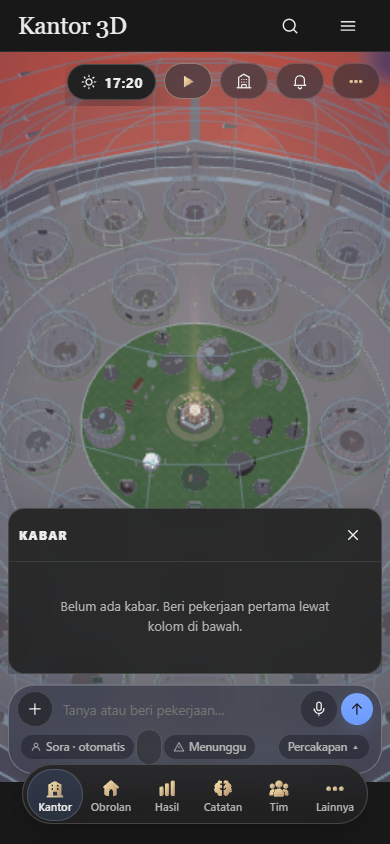 Kantor 3D
17:20
KABAR
Belum ada kabar. Beri pekerjaan pertama lewat
kolom di bawah.
Tanya atau beri pekerjaan...
Sora · otomatis
Menunggu
Percakapan
Kantor
Obrolan
Hasil
Catatan
Tim
Lainnya